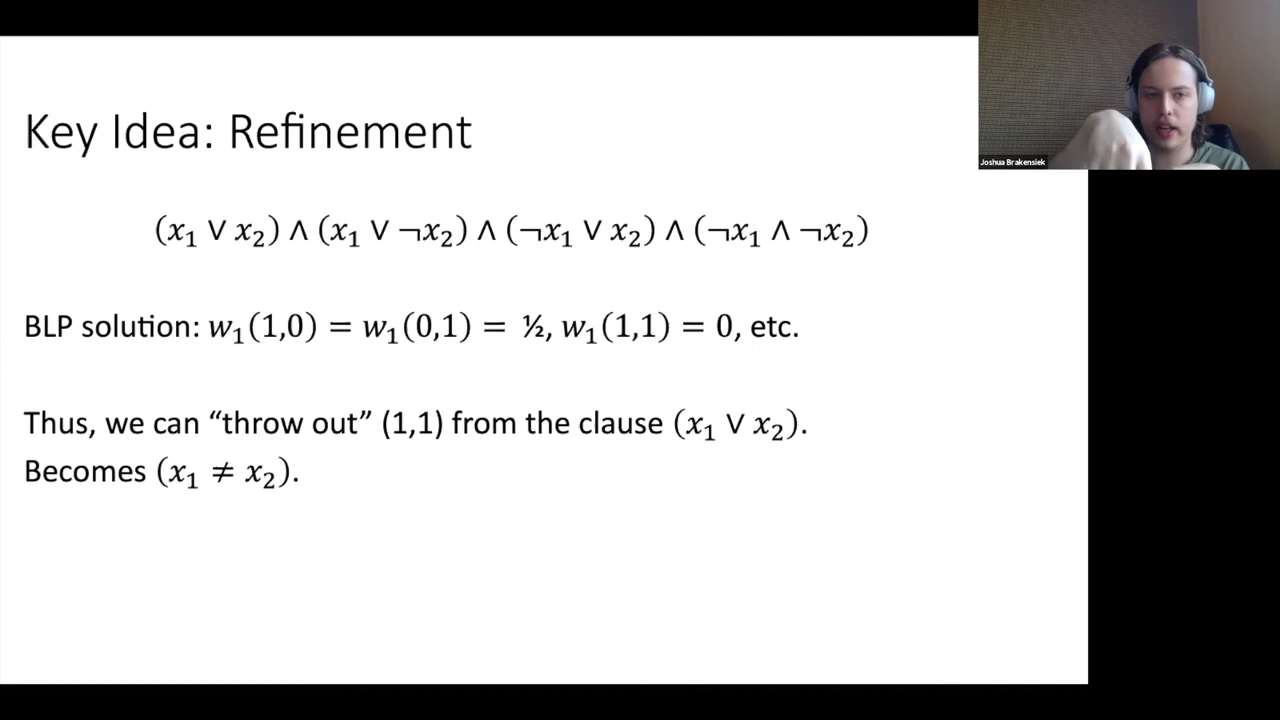 Key Idea: Refinement
Joshua Brakensiek
(x₁ ∨ x₂) ∧ (x₁ ∨ ¬x₂) ∧ (¬x₁ ∨ x₂) ∧ (¬x₁ ∧ ¬x₂)
BLP solution: w₁(1,0) = w₁(0,1) = ½, w₁(1,1) = 0, etc.
Thus, we can “throw out” (1,1) from the clause (x₁ ∨ x₂).
Becomes (x₁ ≠ x₂).